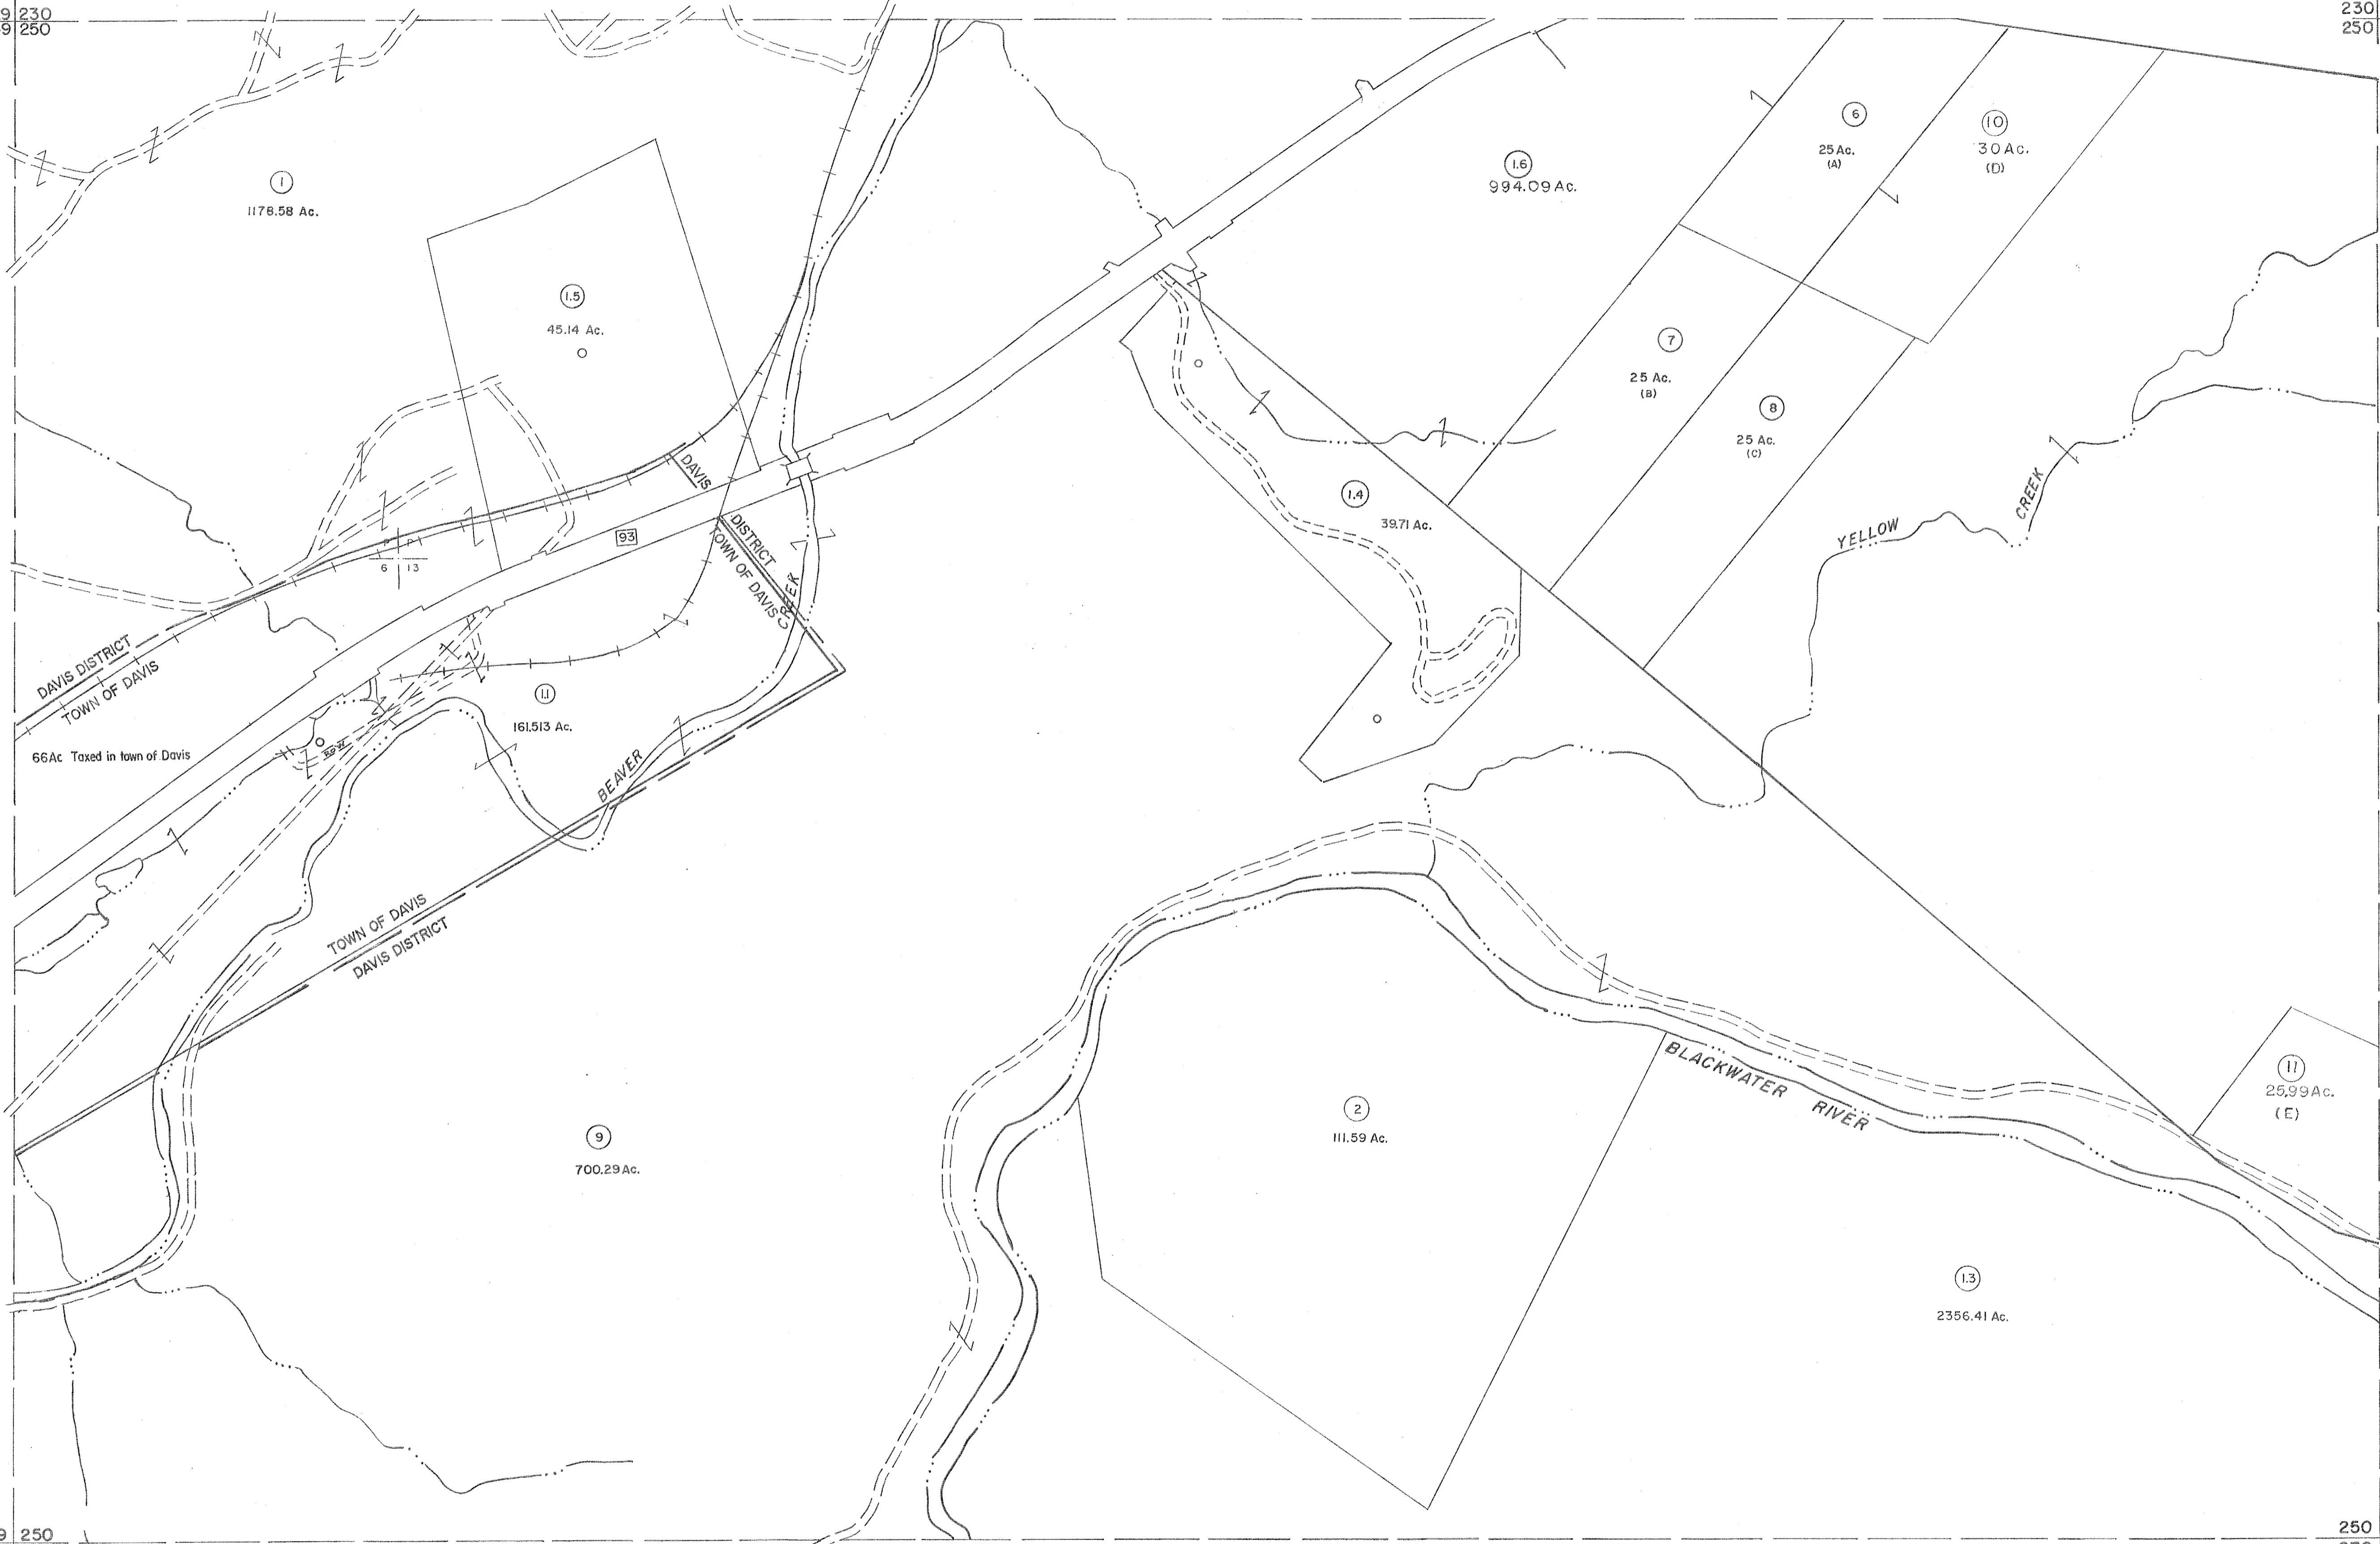 9 230
9 250
230
250
6
25 Ac.
(A)
10
30 Ac.
(D)
1.6
994.09 Ac.
1
1178.58 Ac.
1.5
45.14 Ac.
7
25 Ac.
(B)
8
25 Ac.
(C)
CREEK
YELLOW
DAVIS
DISTRICT
TOWN OF DAVIS
93
1.4
39.71 Ac.
P P
6 13
CREEK
DAVIS DISTRICT
TOWN OF DAVIS
1.1
161.513 Ac.
R.O.W.
66Ac Taxed in town of Davis
BEAVER
TOWN OF DAVIS
DAVIS DISTRICT
BLACKWATER RIVER
11
25.99 Ac.
(E)
2
111.59 Ac.
9
700.29 Ac.
1.3
2356.41 Ac.
9 250
250